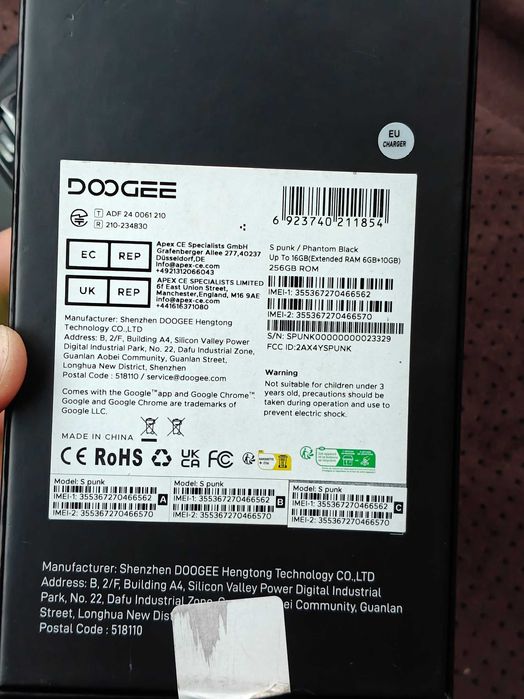 EU
CHARGER
DOOGEE
T ADF 24 0061 210
R 210-234830
6 923740 211854
EC REP
Apex CE Specialists GmbH
Grafenberger Allee 277,40237
Düsseldorf,DE
info@apex-ce.com
+4921312066043
UK REP
APEX CE SPECIALISTS LIMITED
6f East Union Street,
Manchester,England, M16 9AE
info@apex-ce.com
+441616371080
S punk / Phantom Black
Up To 16GB(Extended RAM 6GB+10GB)
256GB ROM
IMEI-1: 355367270466562
IMEI-2: 355367270466570
S/N: SPUNK00000000023329
FCC ID:2AX4YSPUNK
Manufacturer: Shenzhen DOOGEE Hengtong
Technology CO.,LTD
Address: B, 2/F, Building A4, Silicon Valley Power
Digital Industrial Park, No. 22, Dafu Industrial Zone,
Guanlan Aobei Community, Guanlan Street,
Longhua New District, Shenzhen
Postal Code : 518110 / service@doogee.com
Warning
Not suitable for children under 3
years old, precautions should be
taken during operation and use to
prevent electric shock.
Comes with the Google™app and Google Chrome™.
Google and Google Chrome are trademarks of
Google LLC.
MADE IN CHINA
CE RoHS UK CA FC
Model: S punk
IMEI-1: 355367270466562
IMEI-2: 355367270466570
A
Model: S punk
IMEI-1: 355367270466562
IMEI-2: 355367270466570
B
Model: S punk
IMEI-1: 355367270466562
IMEI-2: 355367270466570
C
Manufacturer: Shenzhen DOOGEE Hengtong Technology CO.,LTD
Address: B, 2/F, Building A4, Silicon Valley Power Digital Industrial
Park, No. 22, Dafu Industrial Community, Guanlan
Street, Longhua New
Postal Code : 518110